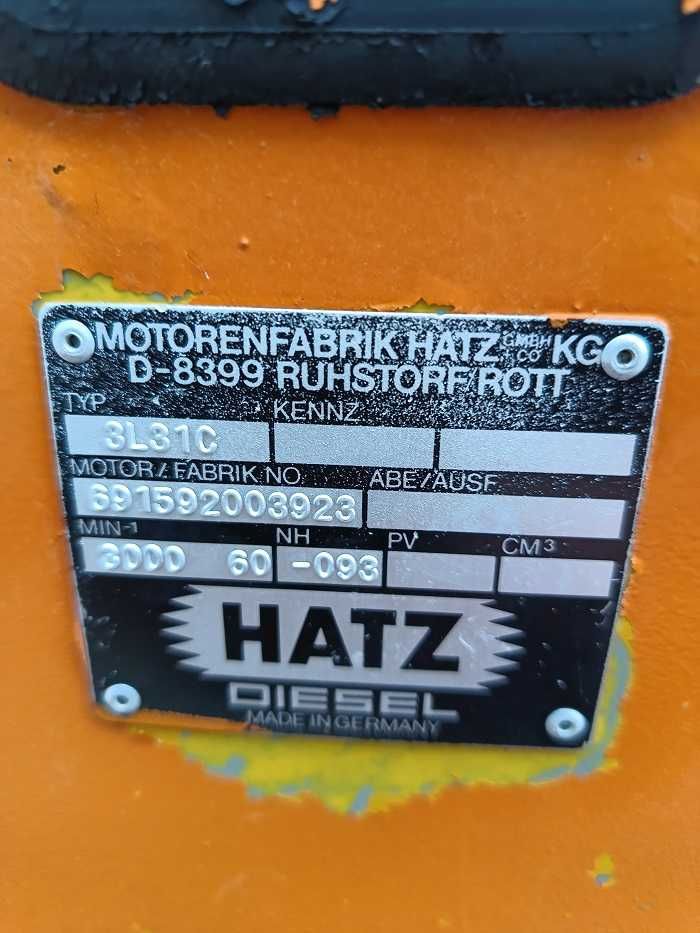 MOTORENFABRIK HATZ GMBH CO KG
D-8399 RUHSTORF/ROTT
TYP KENNZ
3L31C
MOTOR/FABRIK NO. ABE/AUSF
691592003923
MIN-¹ NH PV CM³
3000 60 -093
HATZ
DIESEL
MADE IN GERMANY